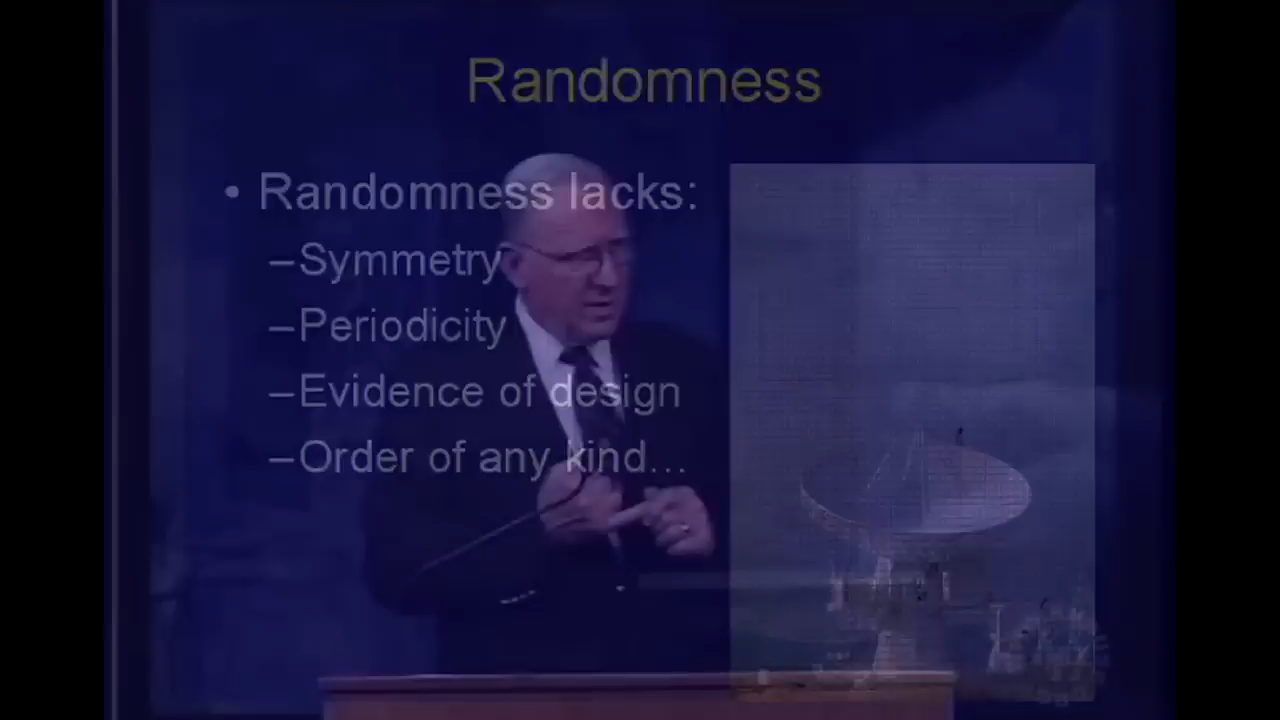 Randomness
• Randomness lacks:
–Symmetry
–Periodicity
–Evidence of design
–Order of any kind…